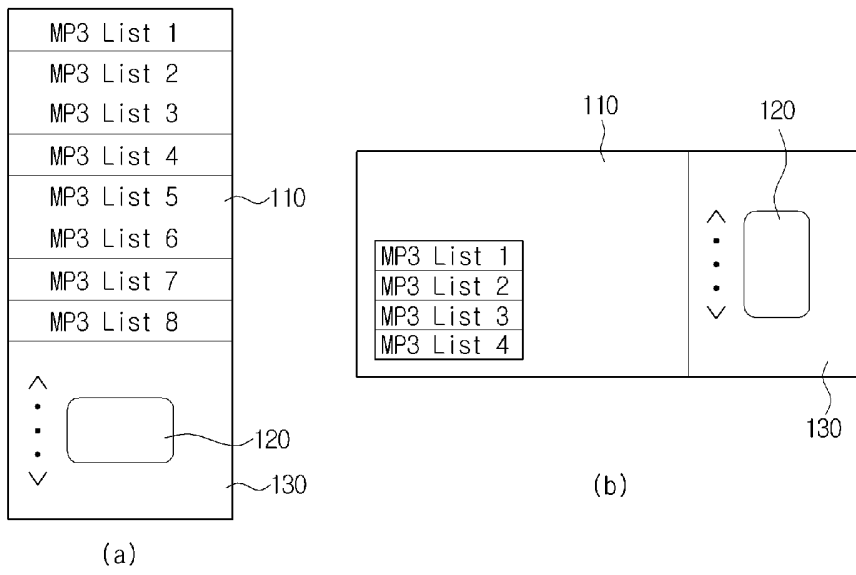 MP3 List 1
MP3 List 2
MP3 List 3
MP3 List 4
MP3 List 5
MP3 List 6
MP3 List 7
MP3 List 8
110
120
130
(a)
110
120
MP3 List 1
MP3 List 2
MP3 List 3
MP3 List 4
130
(b)